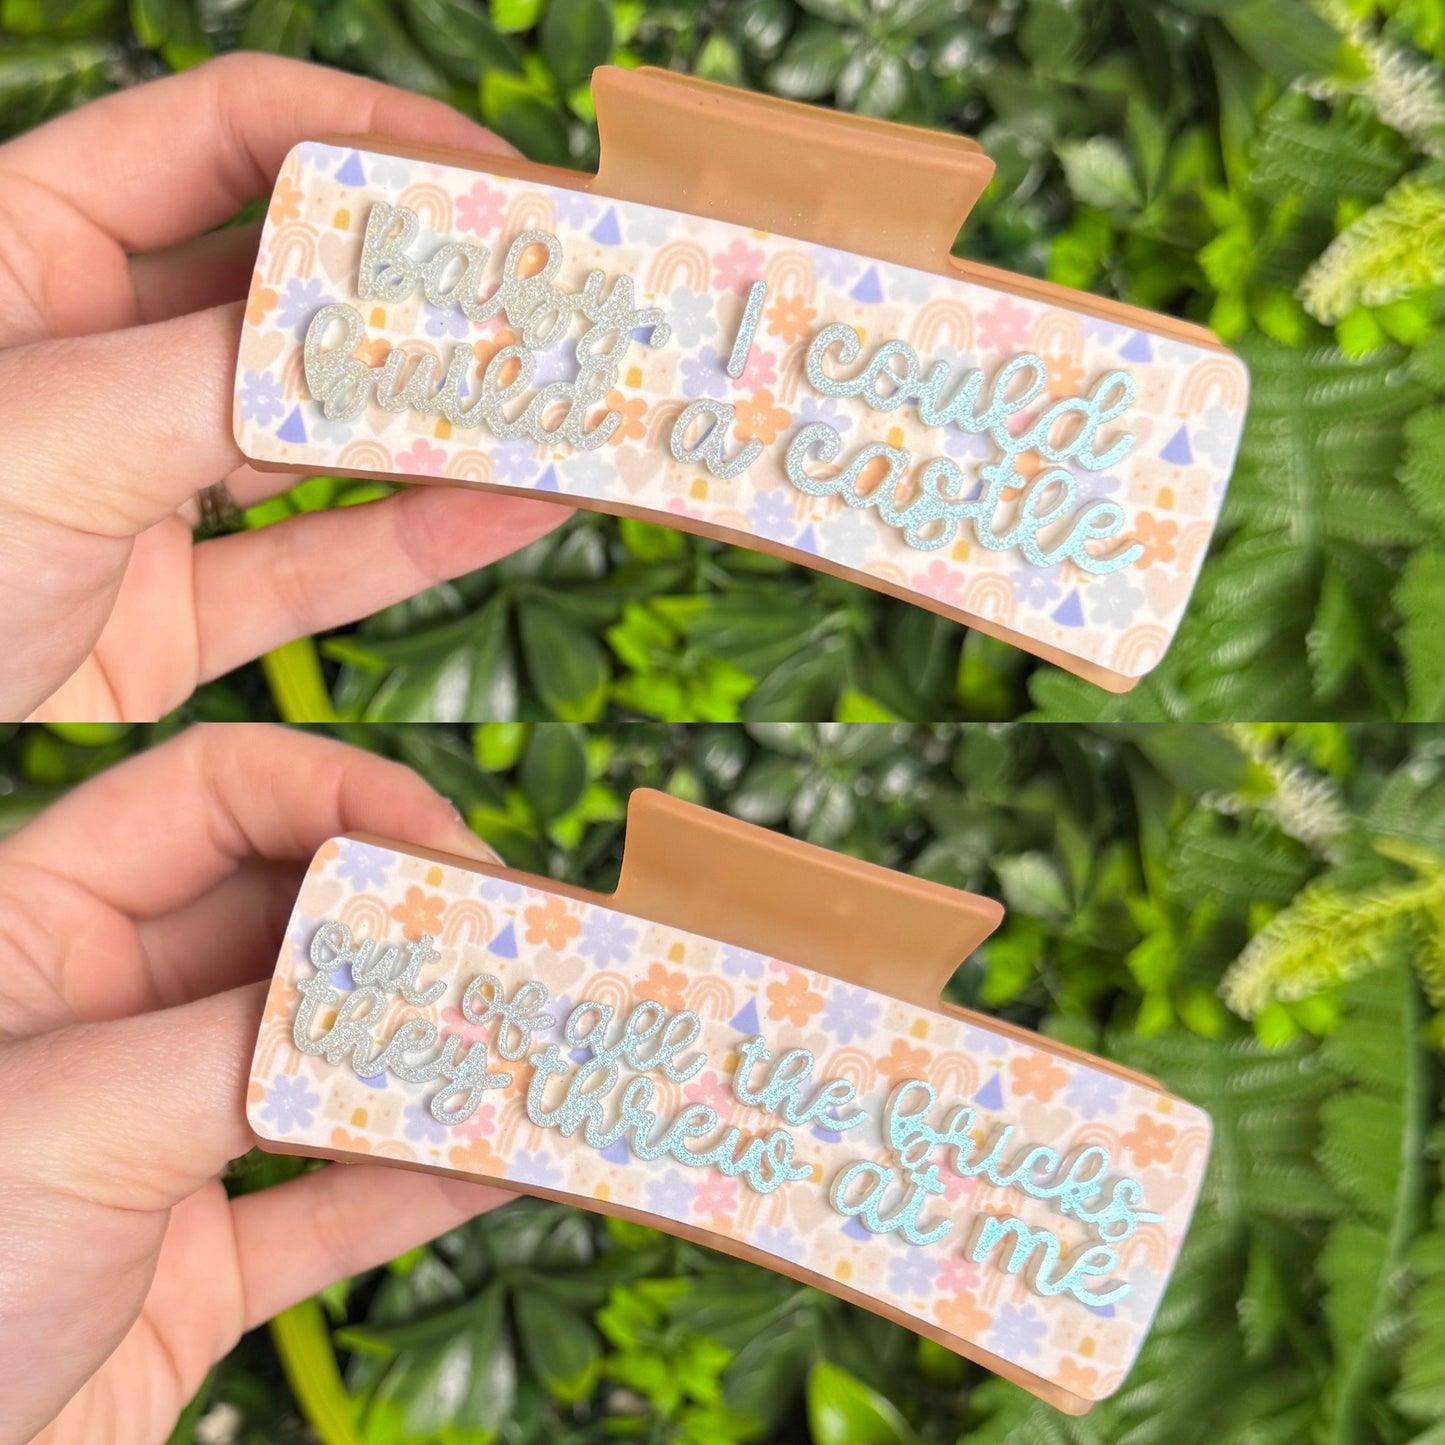 baby, I could
build a castle
out of all the bricks
they threw at me